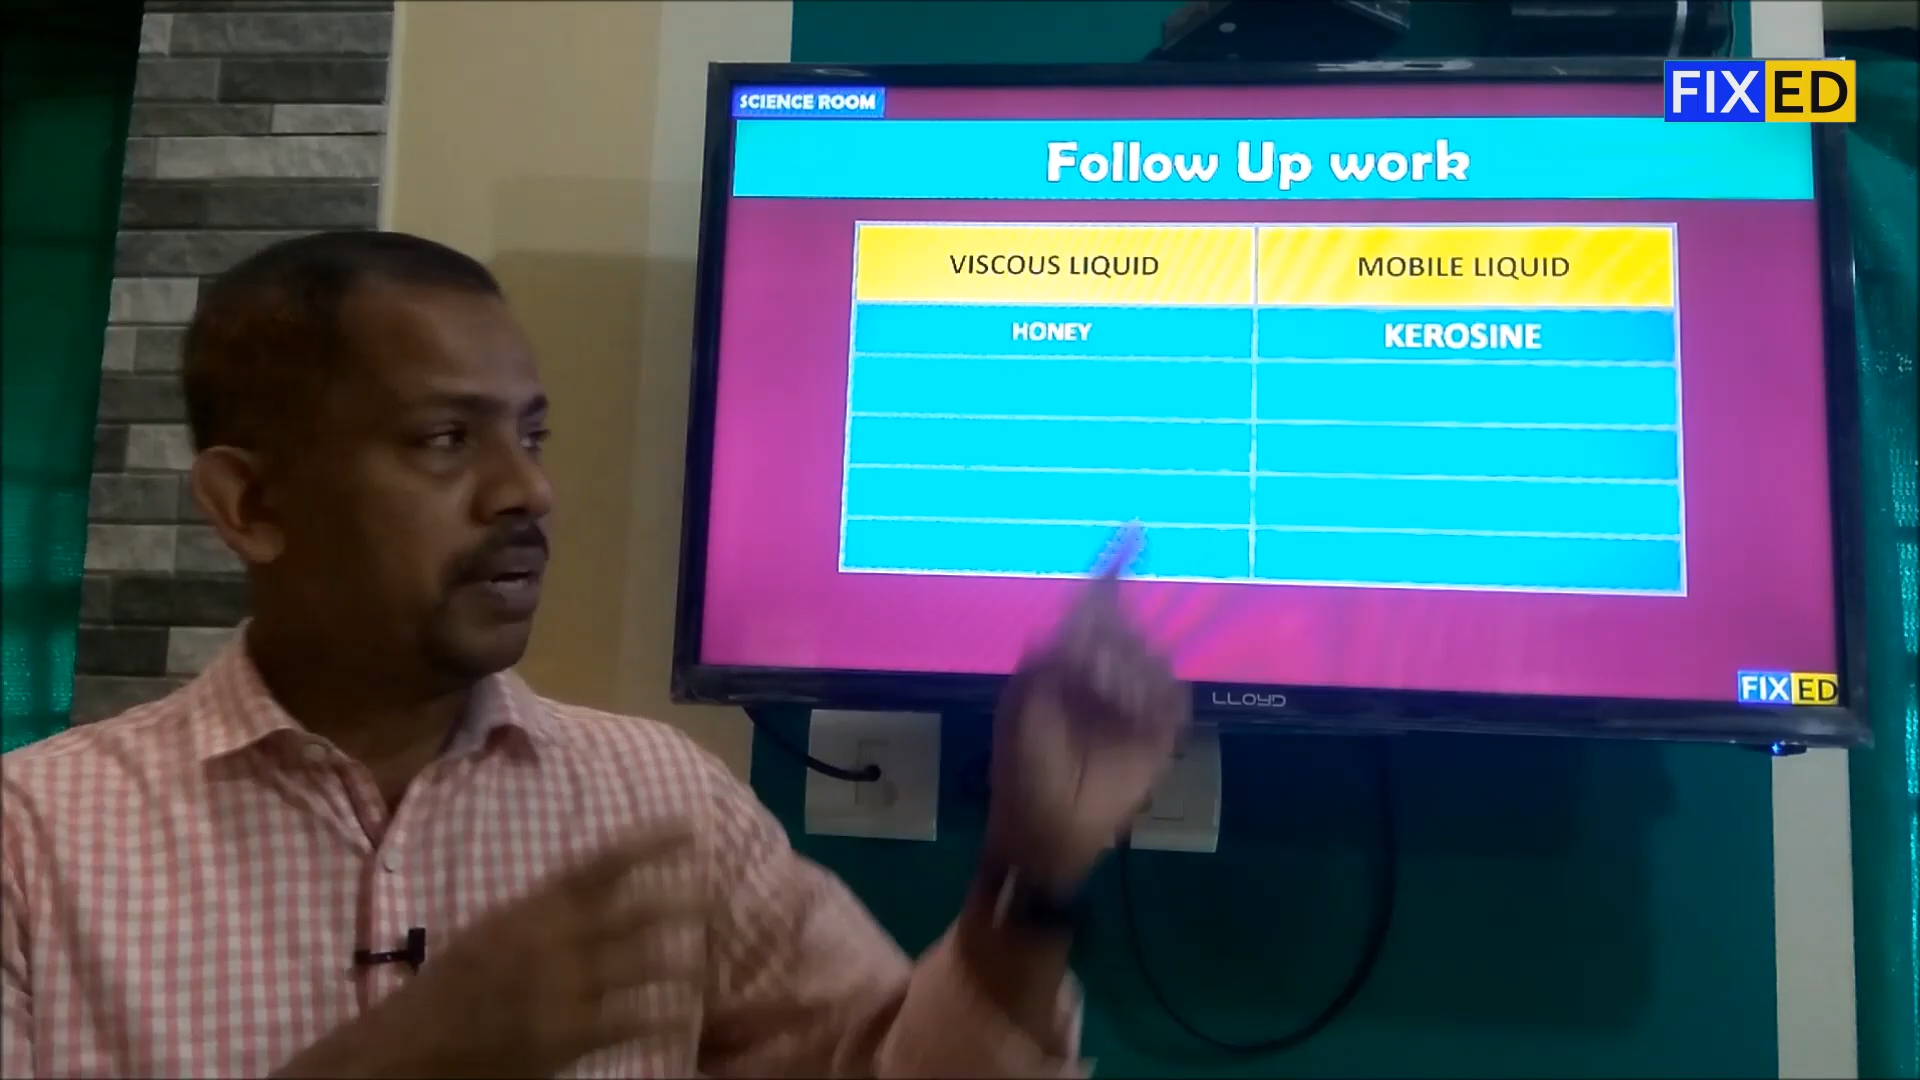 FIXED
SCIENCE ROOM
Follow Up work
VISCOUS LIQUID
MOBILE LIQUID
HONEY
KEROSINE
FIXED
LLOYD